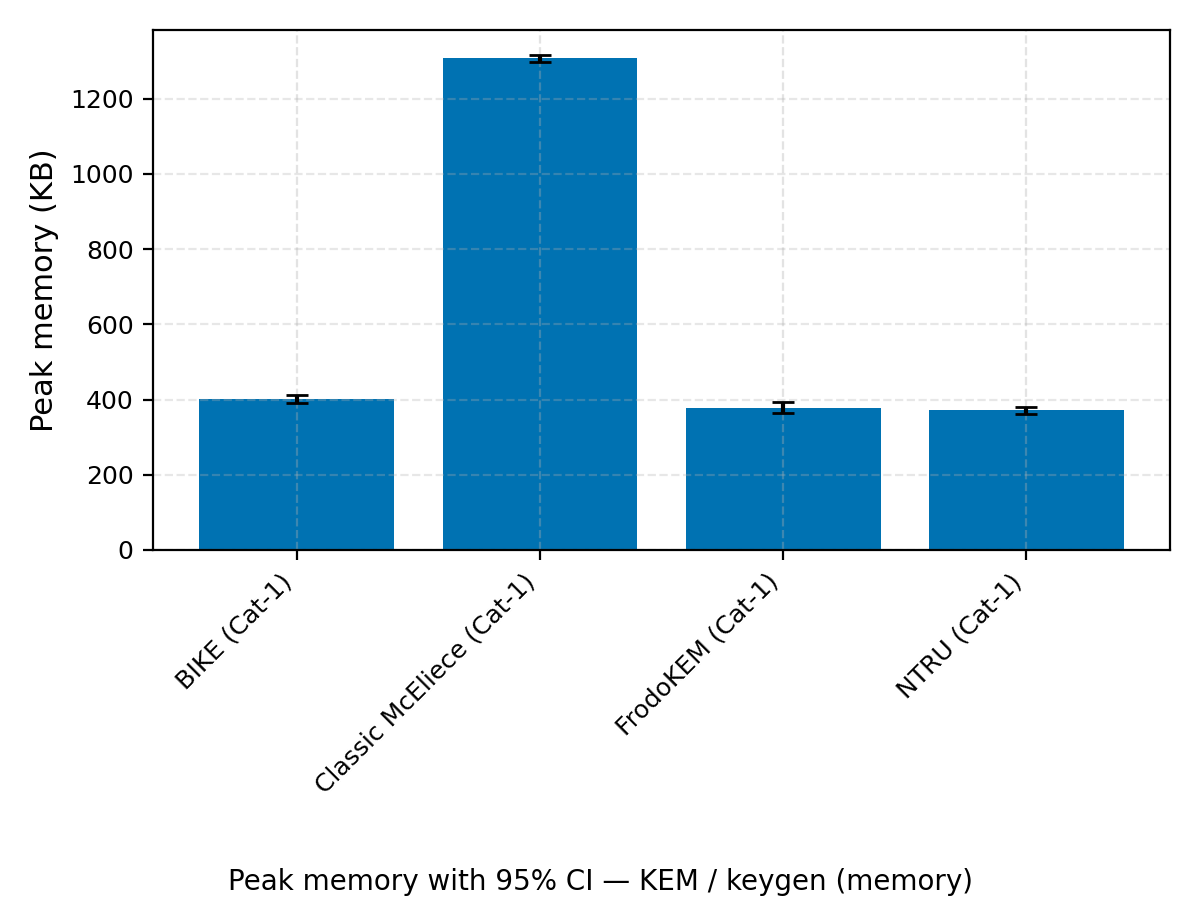 Peak memory (KB)
1200
1000
800
600
400
200
0
BIKE (Cat-1)
Classic McEliece (Cat-1)
FrodoKEM (Cat-1)
NTRU (Cat-1)
Peak memory with 95% CI — KEM / keygen (memory)